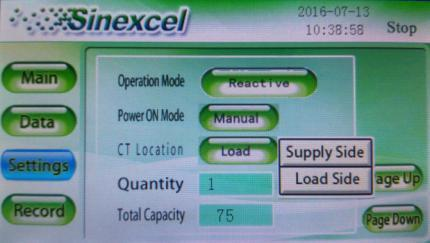 Sinexcel
2016-07-13
10:38:58
Stop
Main
Data
Settings
Record
Operation Mode
Reactive
Power ON Mode
Manual
CT Location
Load
Supply Side
Load Side
Quantity
1
age Up
Total Capacity
75
Page Down